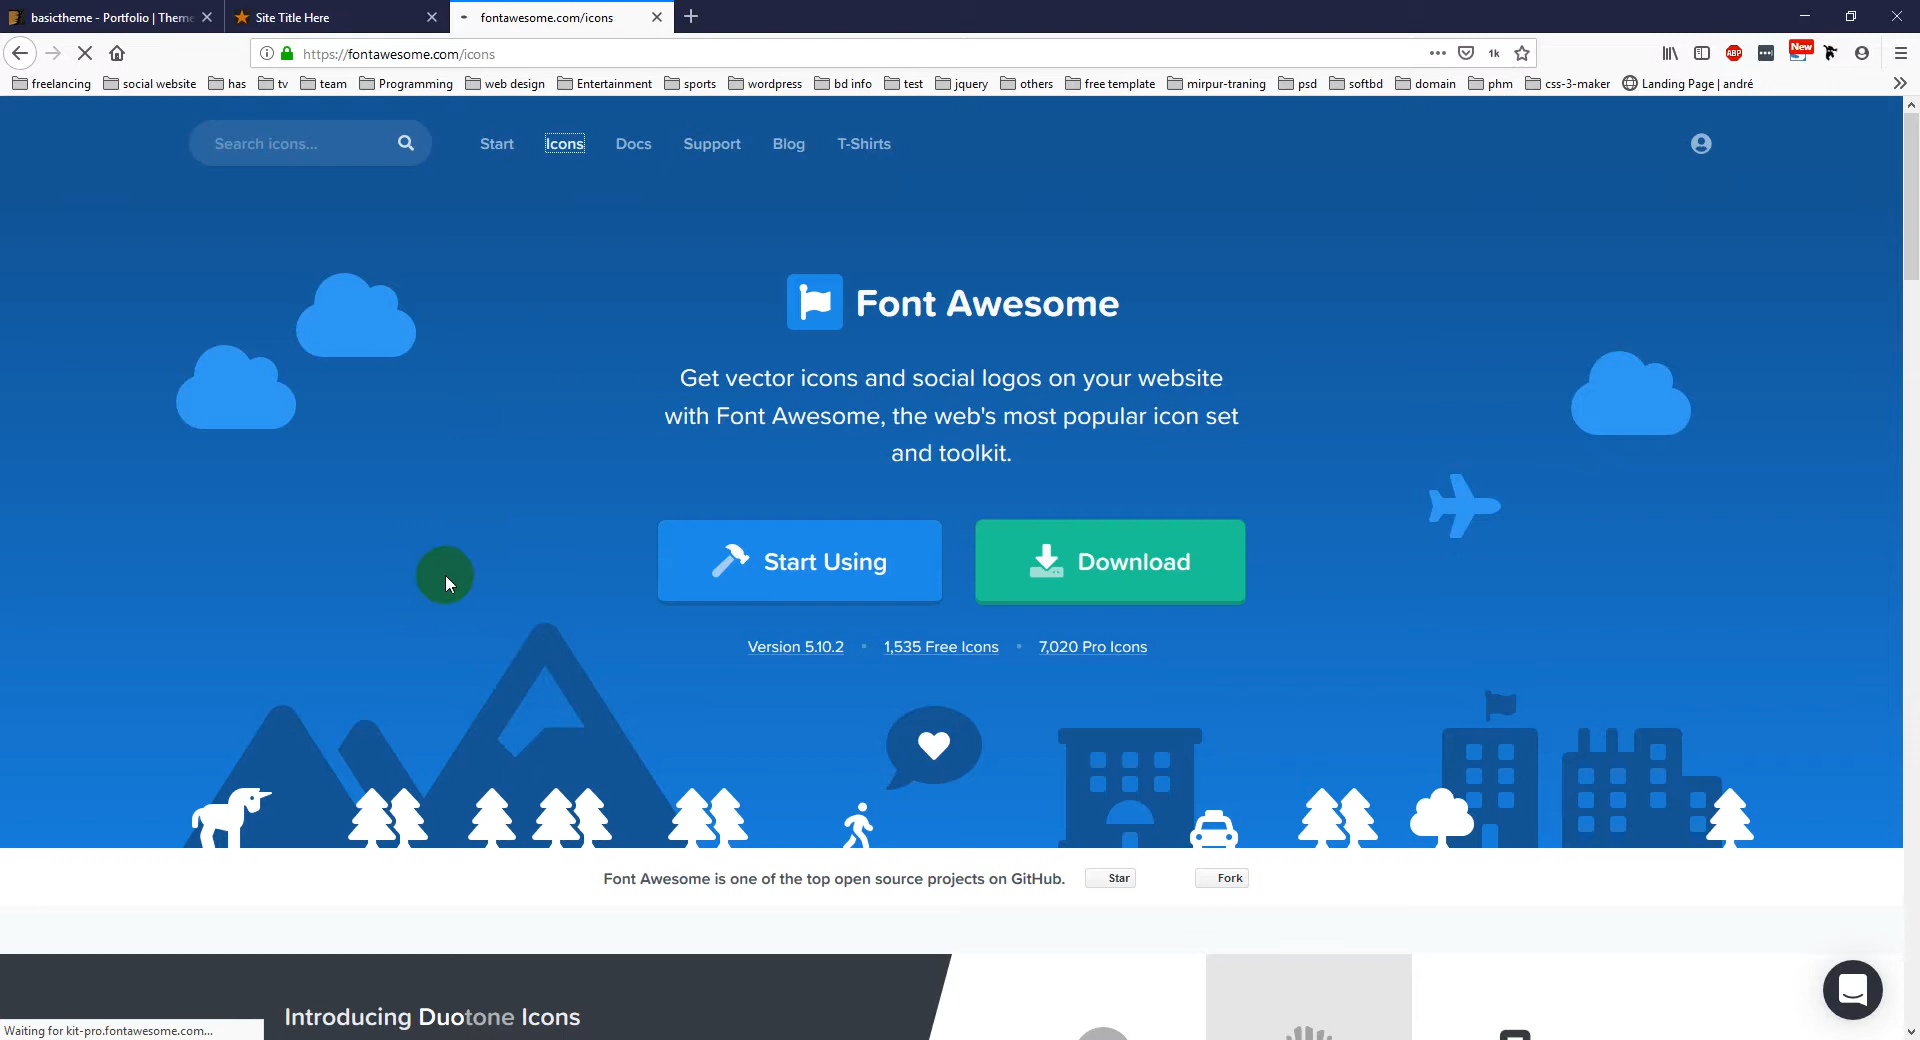 basictheme - Portfolio | Theme
Site Title Here
fontawesome.com/icons
https://fontawesome.com/icons
1k
ABP
New
freelancing
social website
has
tv
team
Programming
web design
Entertainment
sports
wordpress
bd info
test
jquery
others
free template
mirpur-traning
psd
softbd
domain
phm
css-3-maker
Landing Page | andré
Search icons...
Start
Icons
Docs
Support
Blog
T-Shirts
Font Awesome
Get vector icons and social logos on your website
with Font Awesome, the web's most popular icon set
and toolkit.
Start Using
Download
Version 5.10.2
1,535 Free Icons
7,020 Pro Icons
Font Awesome is one of the top open source projects on GitHub.
Star
Fork
Introducing Duotone Icons
Waiting for kit-pro.fontawesome.com...